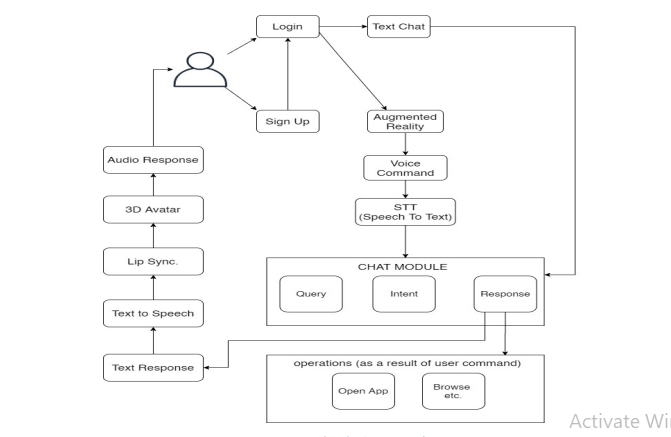 Login
Text Chat
Sign Up
Augmented
Reality
Audio Response
Voice
Command
3D Avatar
STT
(Speech To Text)
Lip Sync.
CHAT MODULE
Query
Intent
Response
Text to Speech
Text Response
operations (as a result of user command)
Open App
Browse
etc.
Activate Wi